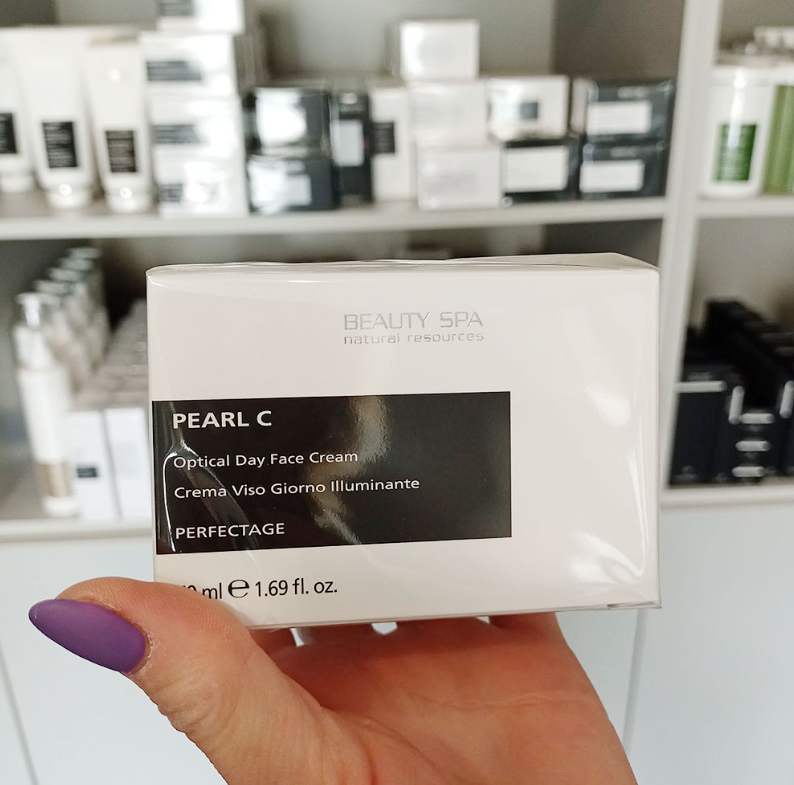 BEAUTY SPA
natural resources
PEARL C
Optical Day Face Cream
Crema Viso Giorno Illuminante
PERFECTAGE
ml ℮ 1.69 fl. oz.